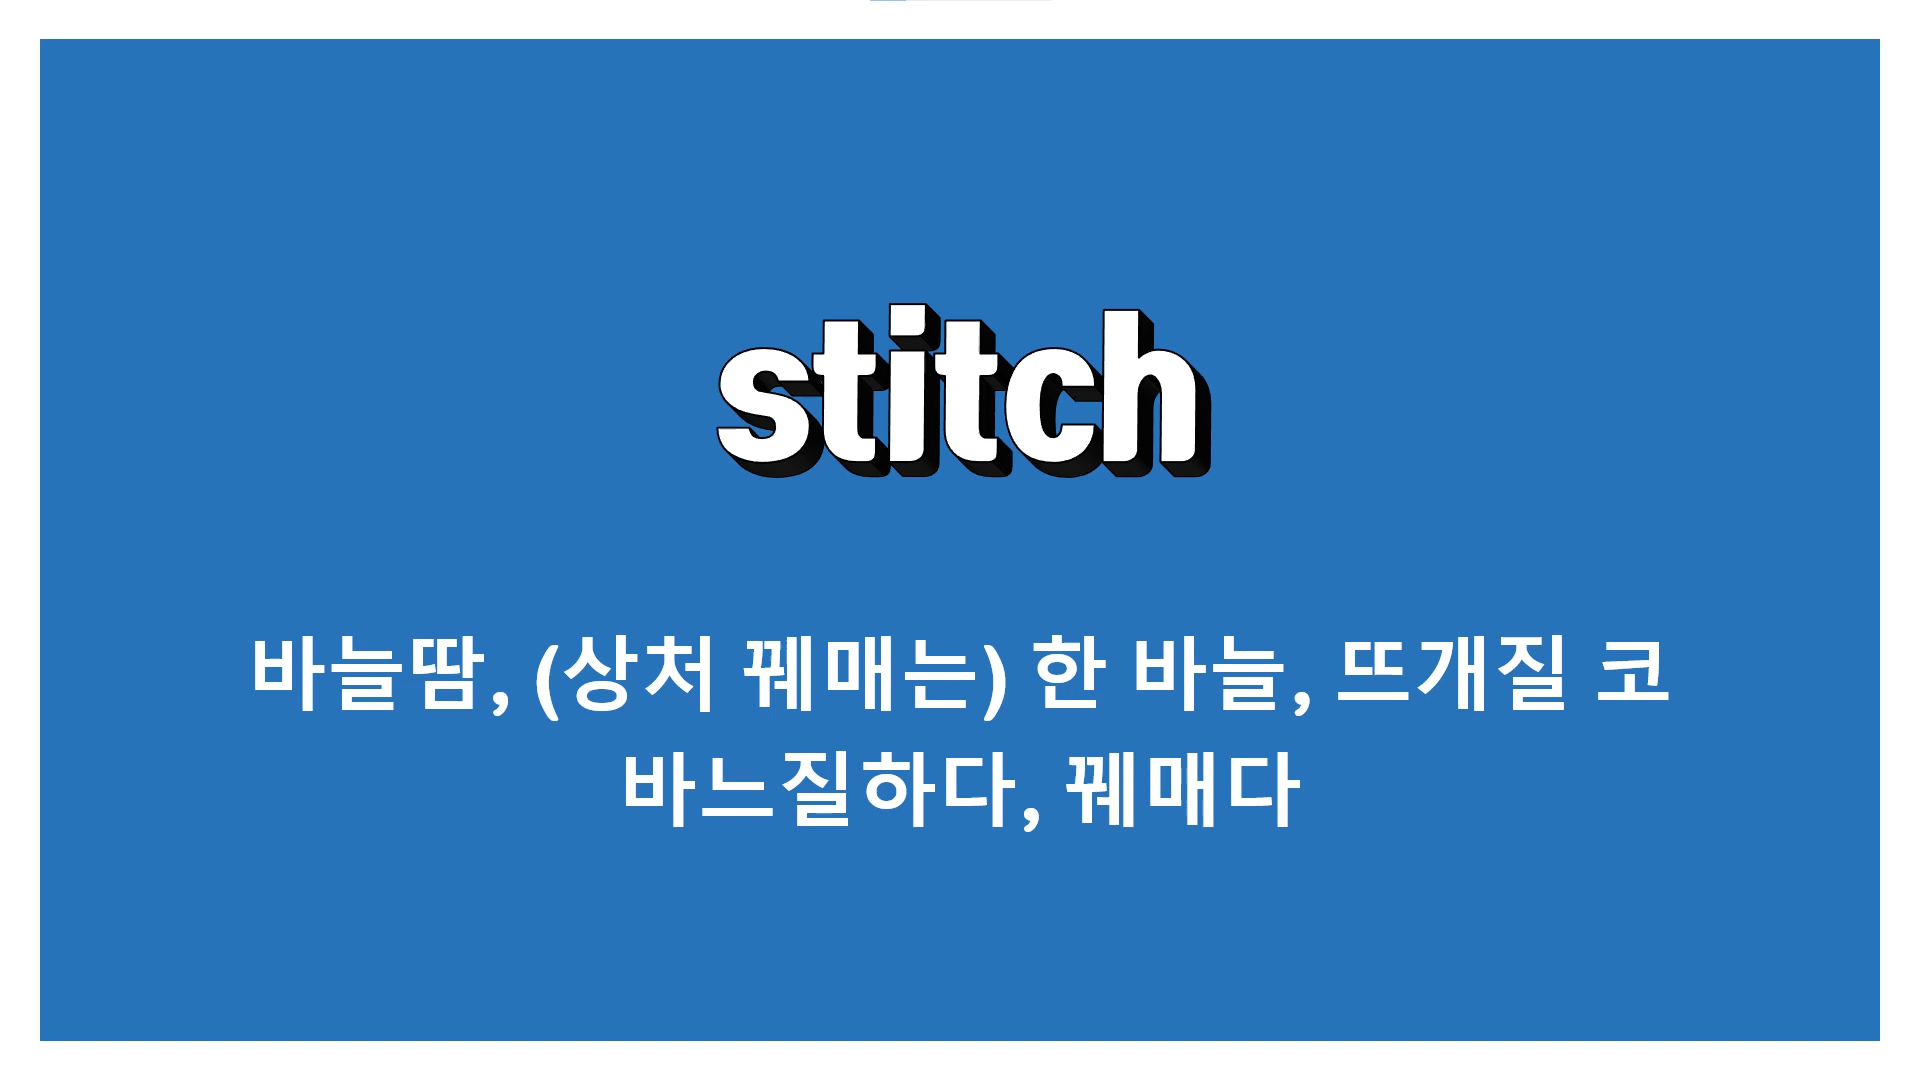 stitch
바늘땀, (상처 꿰매는) 한 바늘, 뜨개질 코
바느질하다, 꿰매다